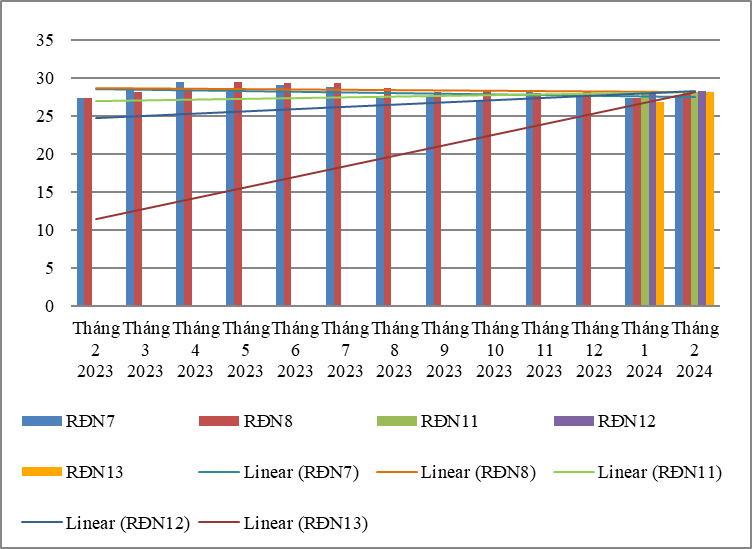 35
30
25
20
15
10
5
0
Tháng Tháng Tháng Tháng Tháng Tháng Tháng Tháng Tháng Tháng Tháng Tháng Tháng
2 3 4 5 6 7 8 9 10 11 12 1 2
2023 2023 2023 2023 2023 2023 2023 2023 2023 2023 2023 2024 2024
RĐN7 RĐN8 RĐN11 RĐN12
RĐN13 Linear (RĐN7) Linear (RĐN8) Linear (RĐN11)
Linear (RĐN12) Linear (RĐN13)